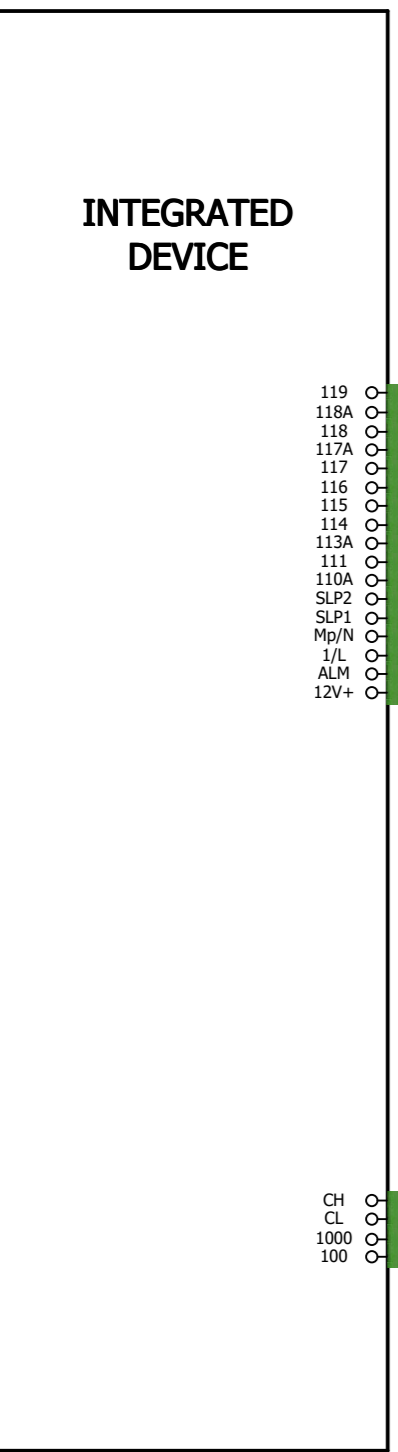 INTEGRATED
DEVICE
119
118A
118
117A
117
116
115
114
113A
111
110A
SLP2
SLP1
Mp/N
1/L
ALM
12V+
CH
CL
1000
100